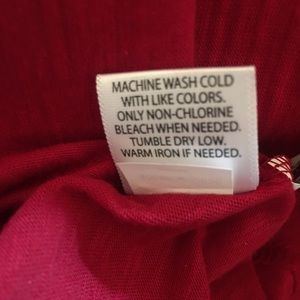 MACHINE WASH COLD
WITH LIKE COLORS.
ONLY NON-CHLORINE
BLEACH WHEN NEEDED.
TUMBLE DRY LOW.
WARM IRON IF NEEDED.